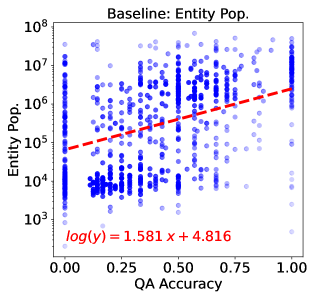 Baseline: Entity Pop.
10^8
10^7
10^6
10^5
10^4
10^3
Entity Pop.
log(y) = 1.581 x + 4.816
0.00 0.25 0.50 0.75 1.00
QA Accuracy